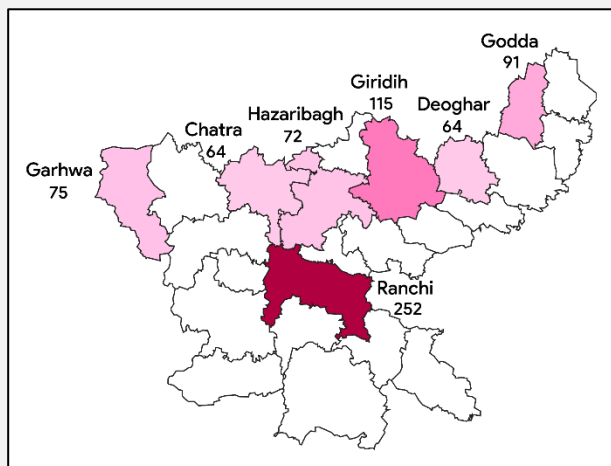 Godda
91
Giridih
115
Deoghar
64
Hazaribagh
72
Chatra
64
Garhwa
75
Ranchi
252